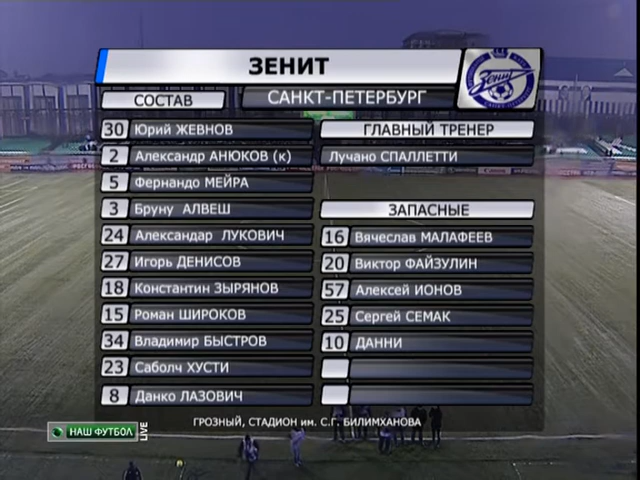 ЗЕНИТ
СОСТАВ
САНКТ-ПЕТЕРБУРГ
Зенит
30 Юрий ЖЕВНОВ
2 Александр АНЮКОВ (к)
5 Фернандо МЕЙРА
3 Бруну АЛВЕШ
24 Александар ЛУКОВИЧ
27 Игорь ДЕНИСОВ
18 Константин ЗЫРЯНОВ
15 Роман ШИРОКОВ
34 Владимир БЫСТРОВ
23 Саболч ХУСТИ
8 Данко ЛАЗОВИЧ
ГЛАВНЫЙ ТРЕНЕР
Лучано СПАЛЛЕТТИ
ЗАПАСНЫЕ
16 Вячеслав МАЛАФЕЕВ
20 Виктор ФАЙЗУЛИН
57 Алексей ИОНОВ
25 Сергей СЕМАК
10 ДАННИ
ГРОЗНЫЙ, СТАДИОН им. С.Г. БИЛИМХАНОВА
НАШ ФУТБОЛ
LIVE